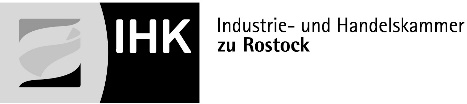 IHK
Industrie- und Handelskammer
zu Rostock